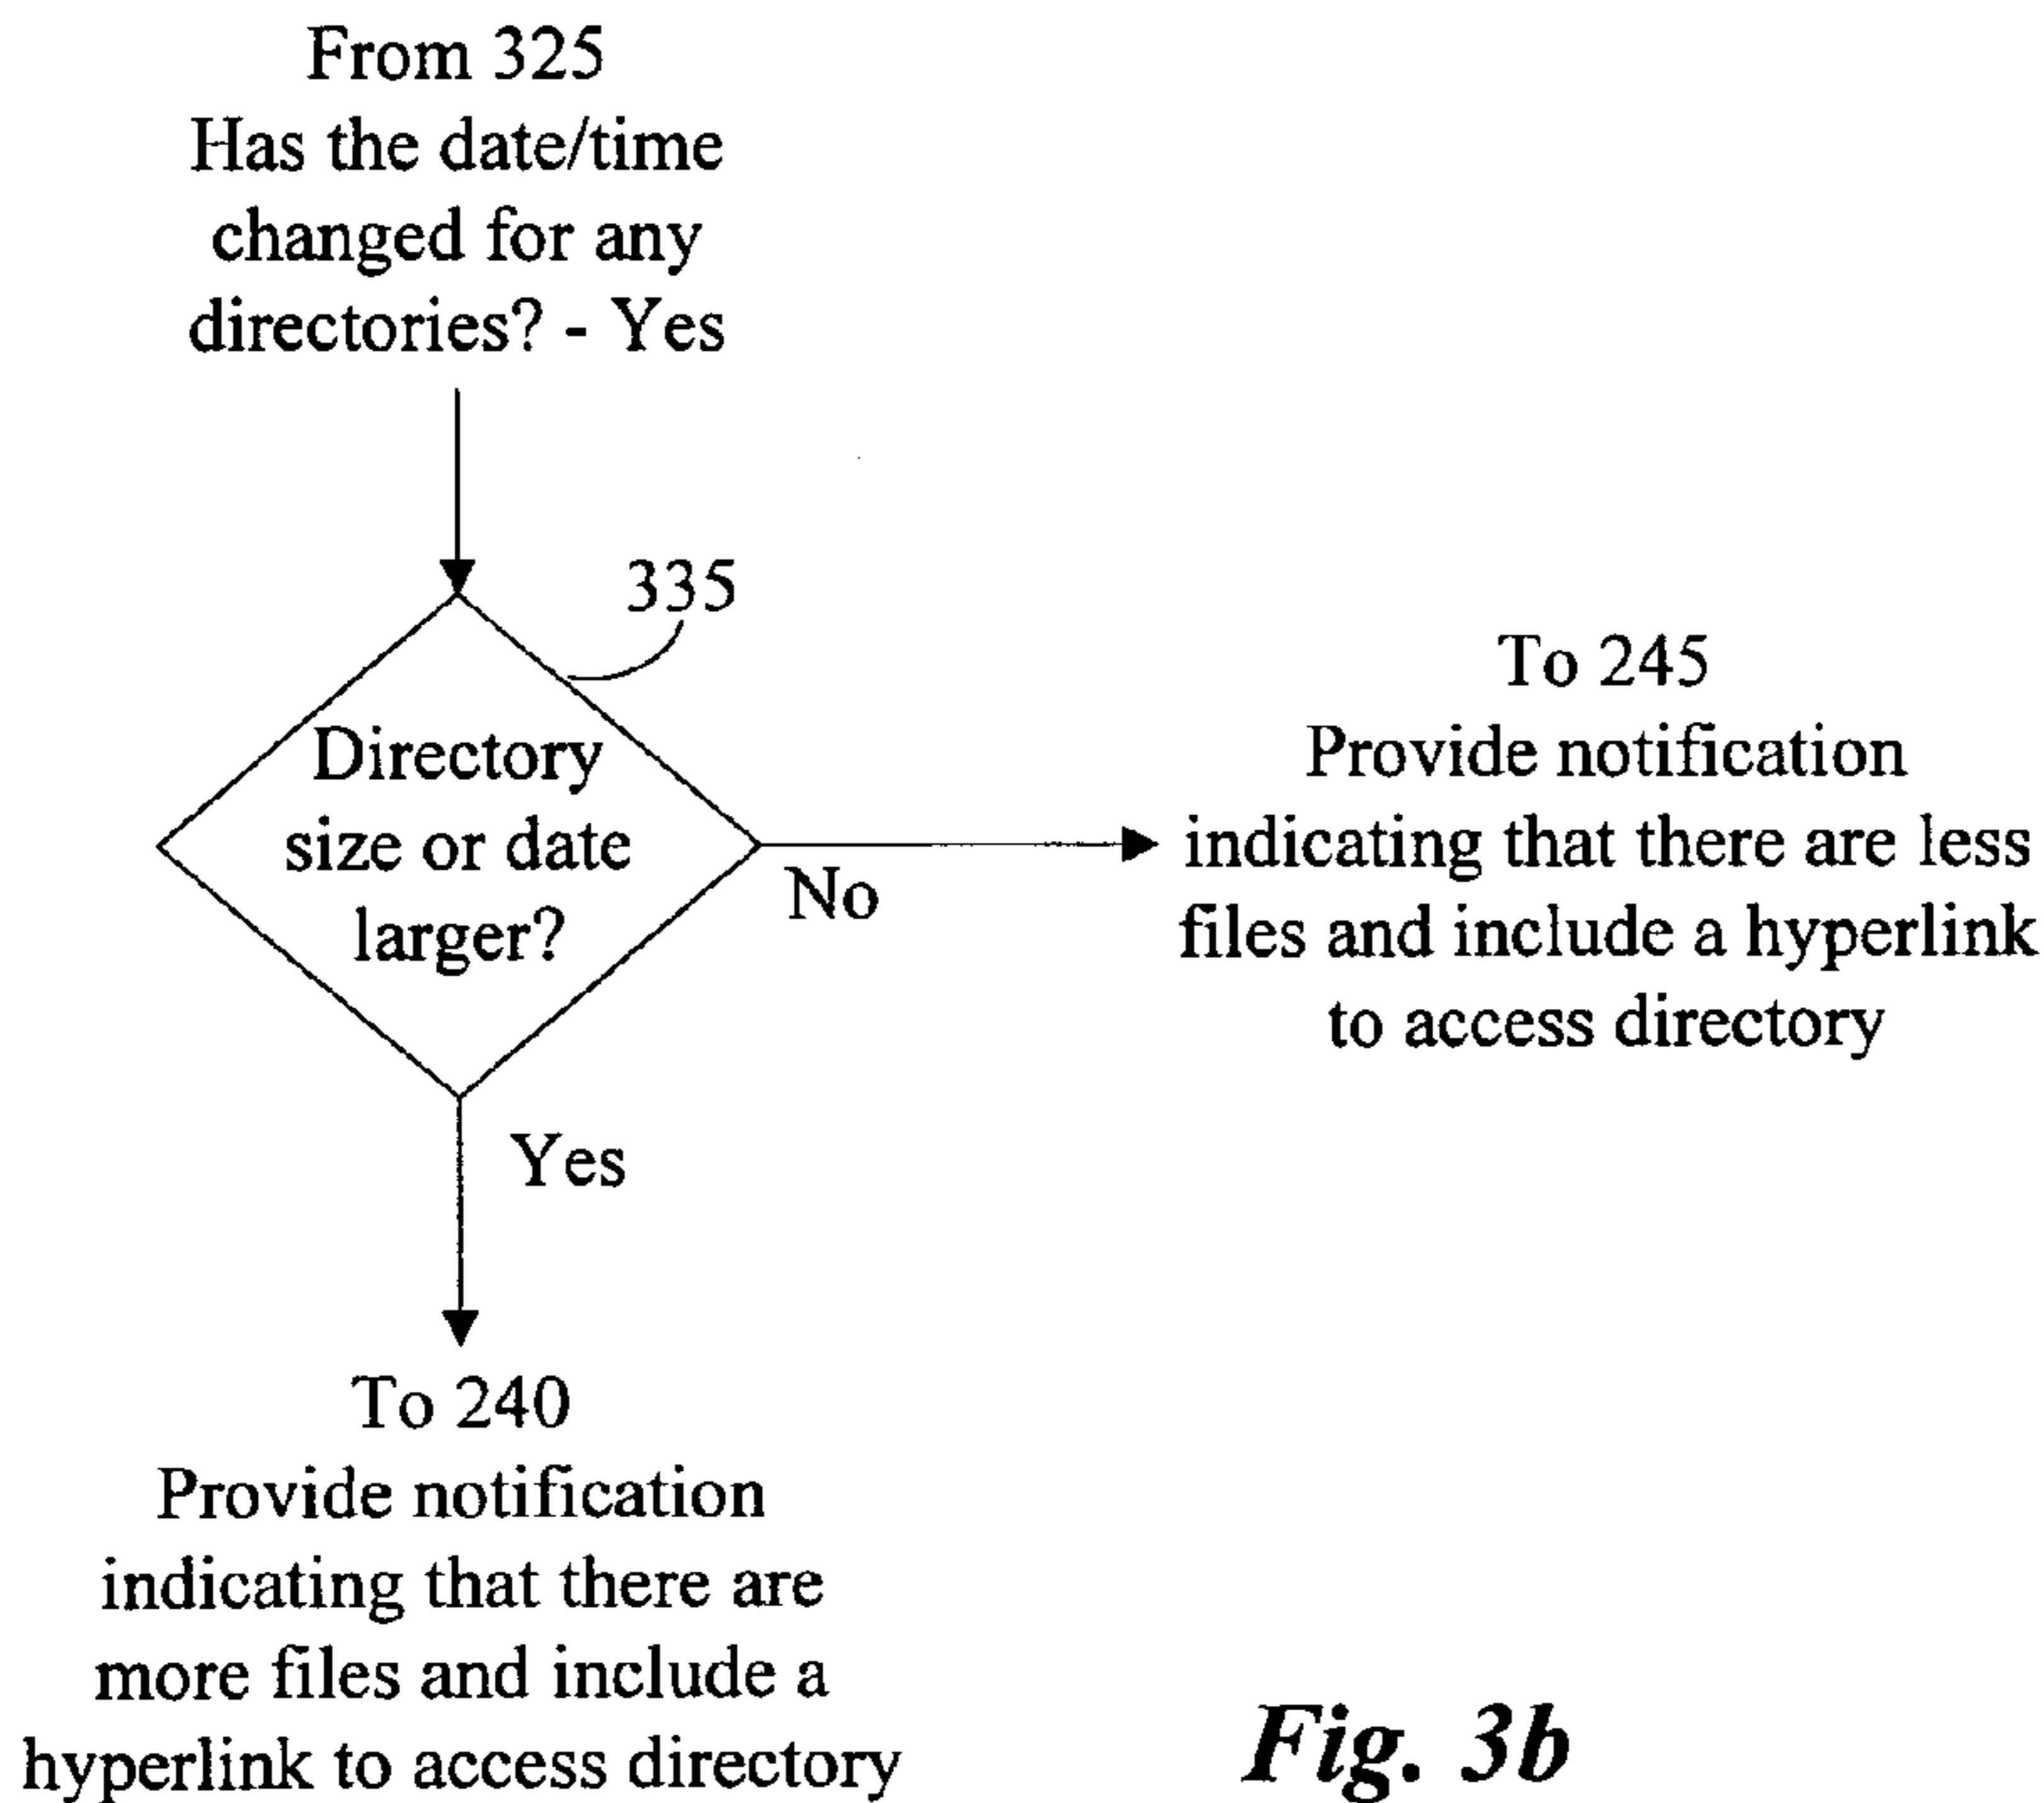 From 325
Has the date/time
changed for any
directories? - Yes
335
Directory
size or date
larger?
No
To 245
Provide notification
indicating that there are less
files and include a hyperlink
to access directory
Yes
To 240
Provide notification
indicating that there are
more files and include a
hyperlink to access directory
Fig. 3b